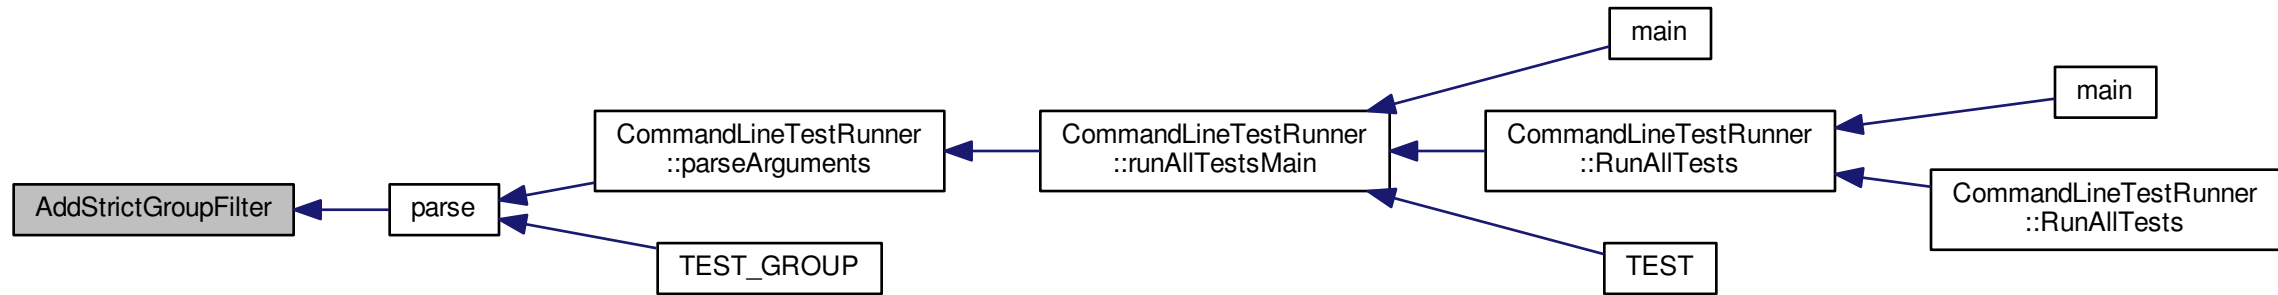 AddStrictGroupFilter
parse
CommandLineTestRunner
::parseArguments
TEST_GROUP
CommandLineTestRunner
::runAllTestsMain
main
CommandLineTestRunner
::RunAllTests
TEST
main
CommandLineTestRunner
::RunAllTests